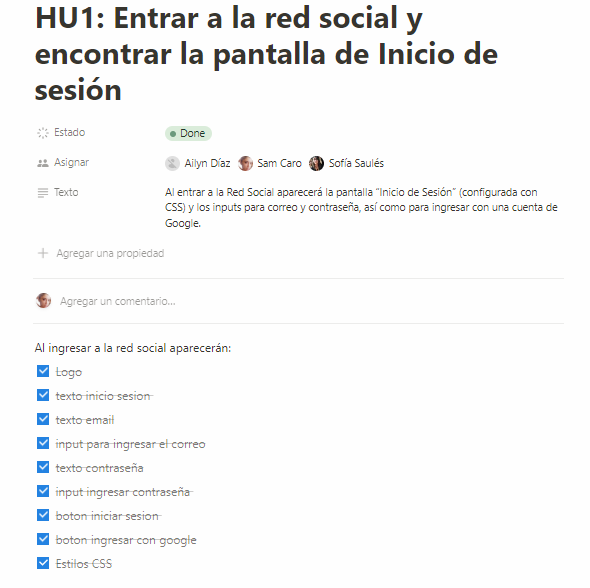 HU1: Entrar a la red social y
encontrar la pantalla de Inicio de
sesión
Estado Done
Asignar Ailyn Díaz Sam Caro Sofía Saulés
Texto Al entrar a la Red Social aparecerá la pantalla "Inicio de Sesión" (configurada con
CSS) y los inputs para correo y contraseña, así como para ingresar con una cuenta de
Google.
Agregar una propiedad
Agregar un comentario...
Al ingresar a la red social aparecerán:
Logo
texto inicio sesion
texto email
input para ingresar el correo
texto contraseña
input ingresar contraseña
boton iniciar sesion
boton ingresar con google
Estilos CSS